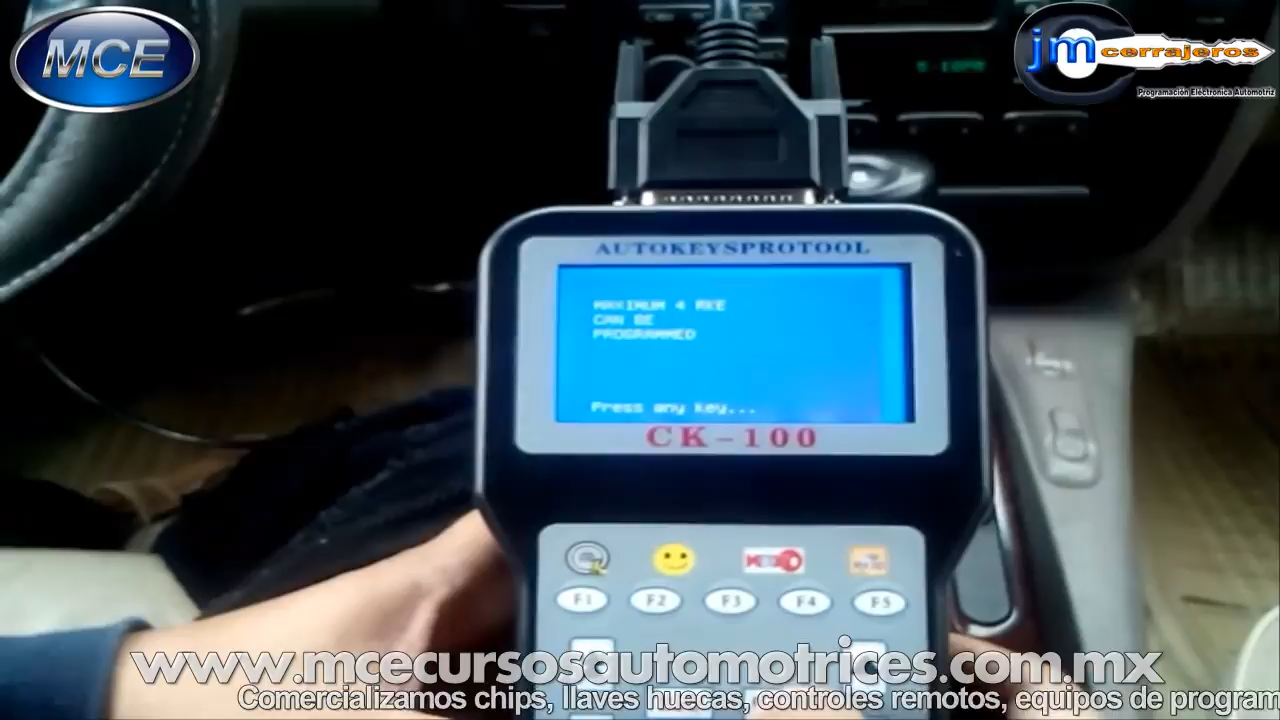 MCE
jm cerrajeros
Programación Electrónica Automotriz
AUTOKEYSPROTOOL
MAXIMUM 4 RKE
CAN BE
PROGRAMMED
Press any key...
CK-100
F1 F2 F3 F4 F5
www.mcecursosautomotrices.com.mx
Comercializamos chips, llaves huecas, controles remotos, equipos de program